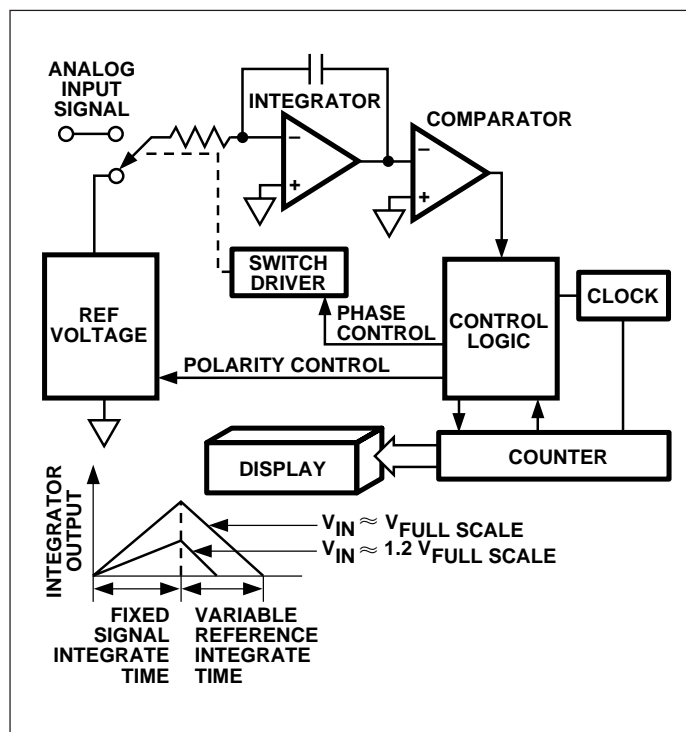 ANALOG
INPUT
SIGNAL
INTEGRATOR
COMPARATOR
–
+
–
+
SWITCH
DRIVER
REF
VOLTAGE
PHASE
CONTROL
CONTROL
LOGIC
CLOCK
POLARITY CONTROL
DISPLAY
COUNTER
INTEGRATOR
OUTPUT
VIN ≈ VFULL SCALE
VIN ≈ 1.2 VFULL SCALE
FIXED
SIGNAL
INTEGRATE
TIME
VARIABLE
REFERENCE
INTEGRATE
TIME